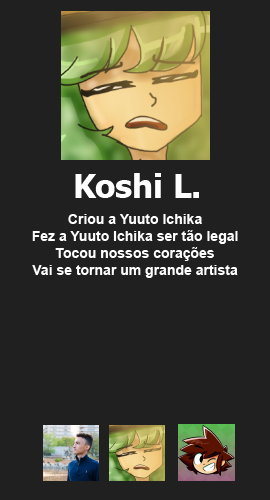 Koshi L.
Criou a Yuuto Ichika
Fez a Yuuto Ichika ser tão legal
Tocou nossos corações
Vai se tornar um grande artista